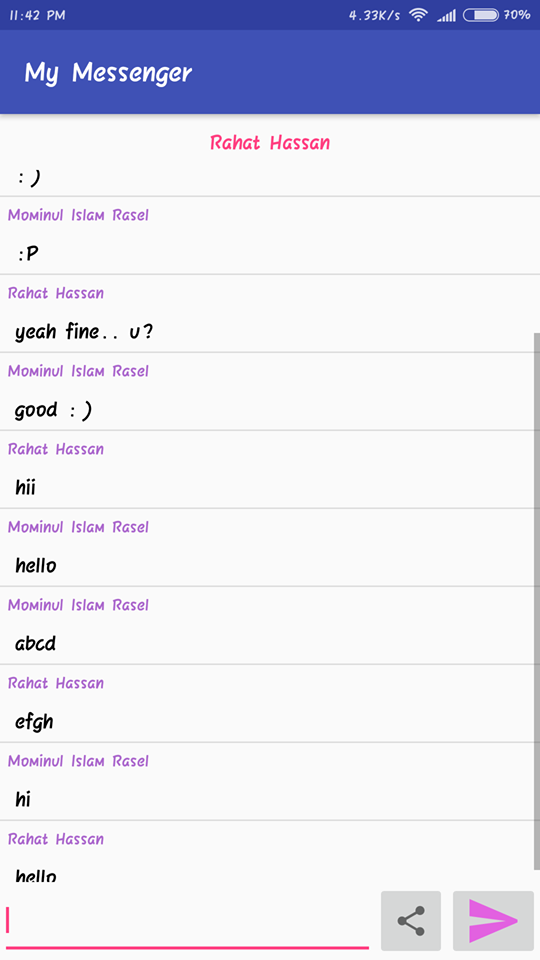 11:42 PM 4.33K/s 70%
My Messenger
Rahat Hassan
: )
Mominul Islam Rasel
:P
Rahat Hassan
yeah fine.. u?
Mominul Islam Rasel
good : )
Rahat Hassan
hii
Mominul Islam Rasel
hello
Mominul Islam Rasel
abcd
Rahat Hassan
efgh
Mominul Islam Rasel
hi
Rahat Hassan
hello